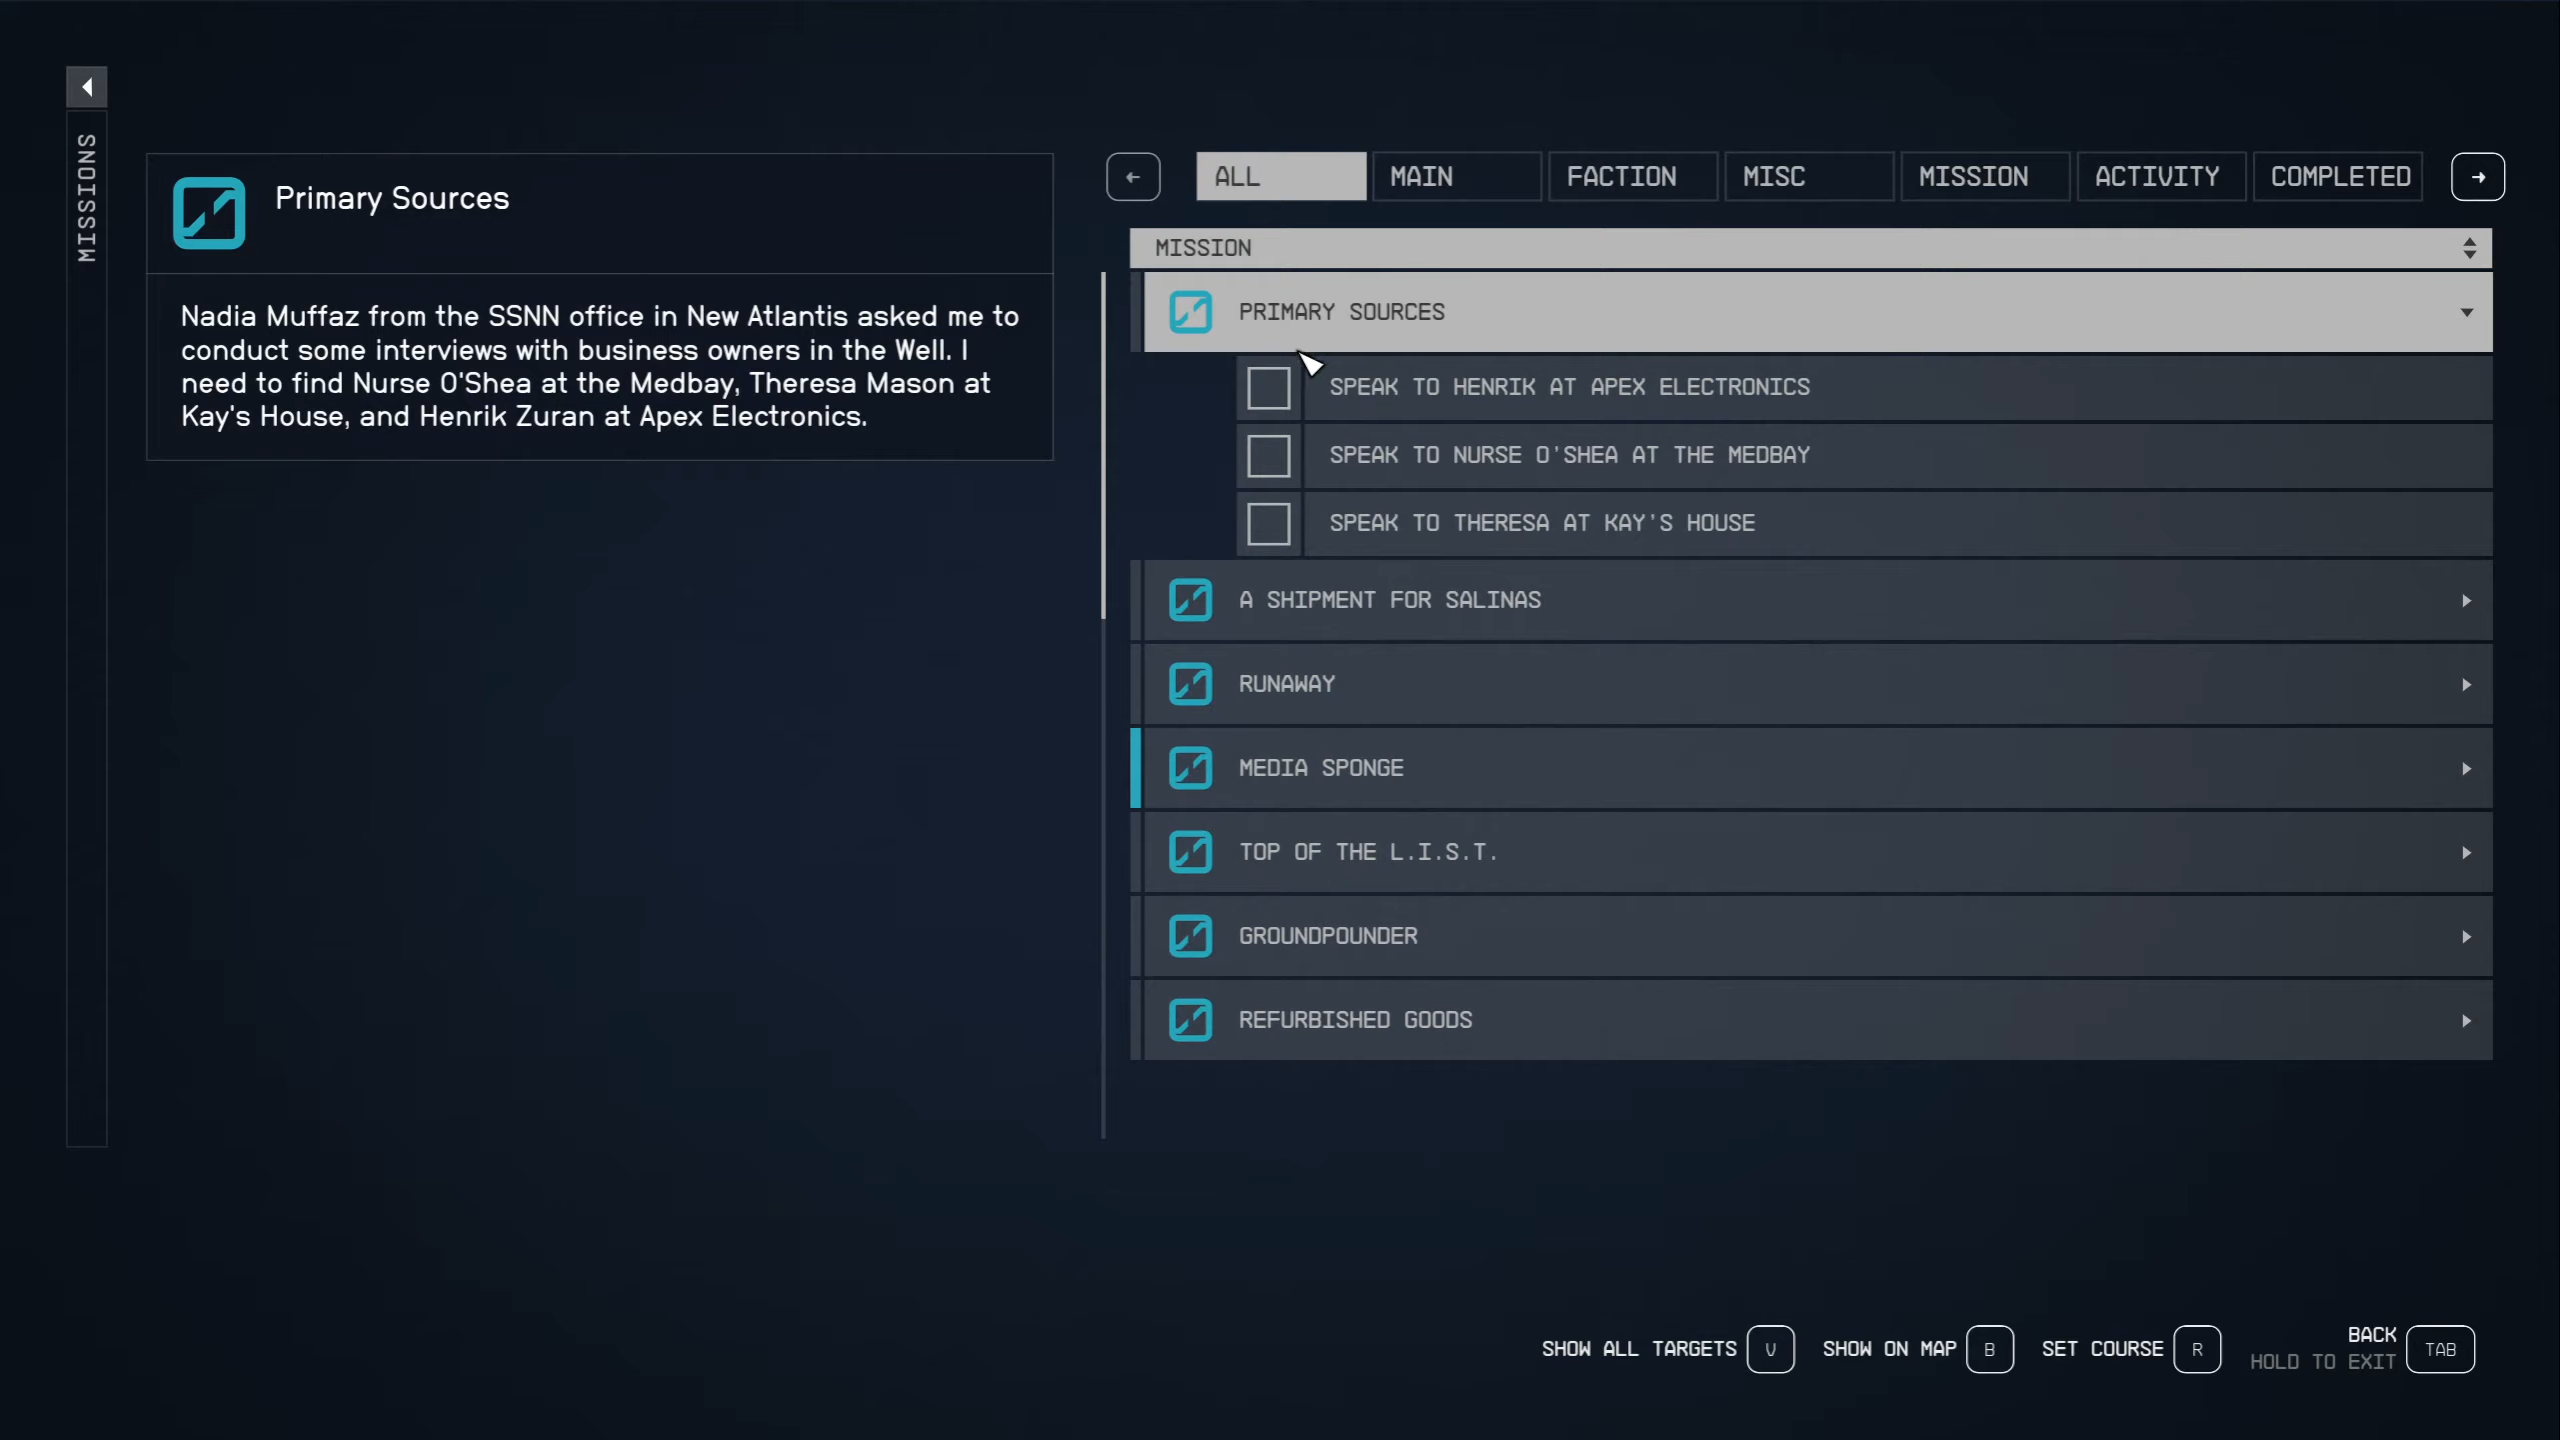 MISSIONS
Primary Sources
Nadia Muffaz from the SSNN office in New Atlantis asked me to
conduct some interviews with business owners in the Well. I
need to find Nurse O'Shea at the Medbay, Theresa Mason at
Kay's House, and Henrik Zuran at Apex Electronics.
ALL MAIN FACTION MISC MISSION ACTIVITY COMPLETED
MISSION
PRIMARY SOURCES
SPEAK TO HENRIK AT APEX ELECTRONICS
SPEAK TO NURSE O'SHEA AT THE MEDBAY
SPEAK TO THERESA AT KAY'S HOUSE
A SHIPMENT FOR SALINAS
RUNAWAY
MEDIA SPONGE
TOP OF THE L.I.S.T.
GROUNDPOUNDER
REFURBISHED GOODS
SHOW ALL TARGETS V SHOW ON MAP B SET COURSE R BACK TAB
HOLD TO EXIT